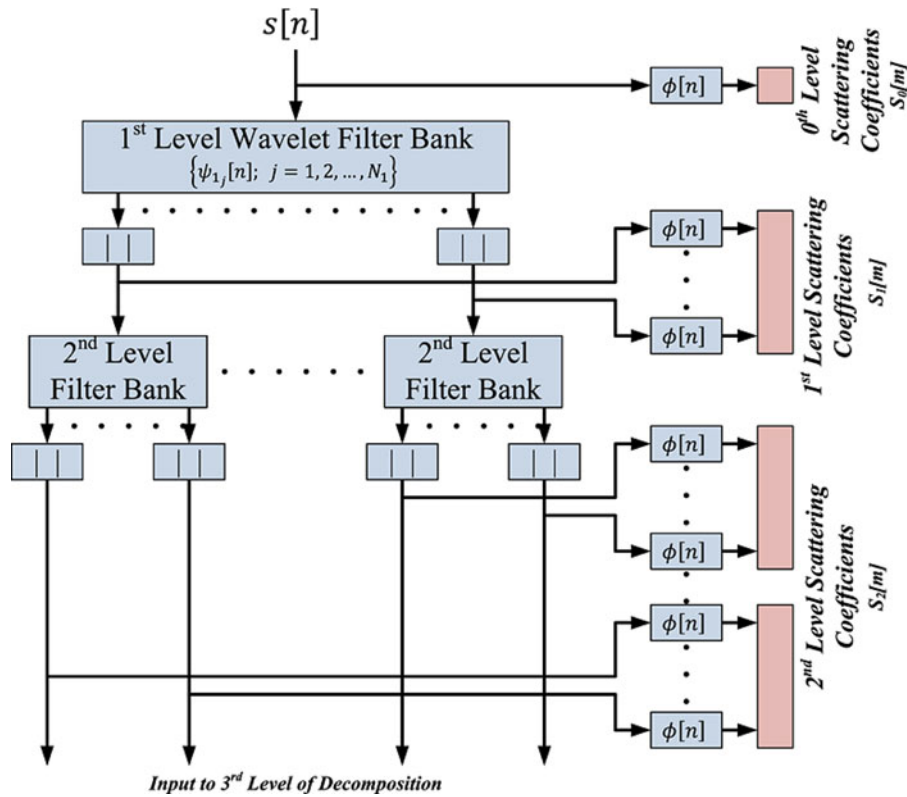 s[n]
ϕ[n]
0th Level
Scattering
Coefficients
S0[m]
1st Level Wavelet Filter Bank
{ψ1j[n]; j = 1, 2, ..., N1}
| |
| |
ϕ[n]
ϕ[n]
1st Level Scattering
Coefficients
S1[m]
2nd Level
Filter Bank
2nd Level
Filter Bank
| |
| |
| |
| |
ϕ[n]
ϕ[n]
ϕ[n]
ϕ[n]
2nd Level Scattering
Coefficients
S2[m]
Input to 3rd Level of Decomposition